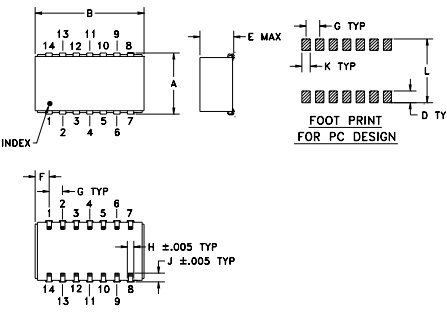 B
13 11 9
14 12 10 8
A
1 3 5 7
2 4 6
INDEX
E MAX
G TYP
K TYP
L
D TY
FOOT PRINT
FOR PC DESIGN
F
G TYP
2 4 6
1 3 5 7
H ±.005 TYP
J ±.005 TYP
14 12 10 8
13 11 9